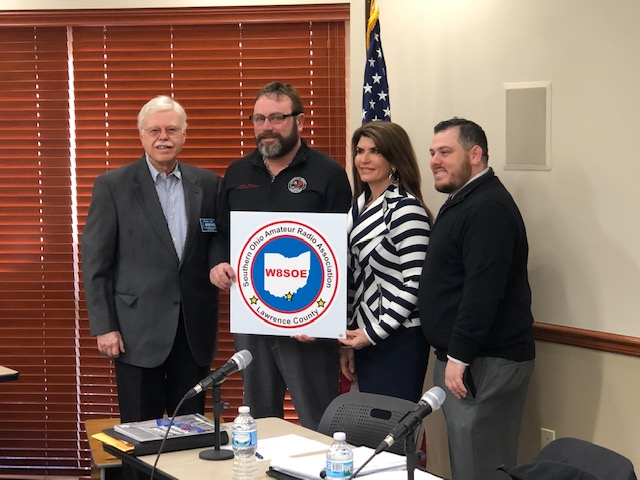 Southern Ohio Amateur Radio Association
W8SOE
Lawrence County